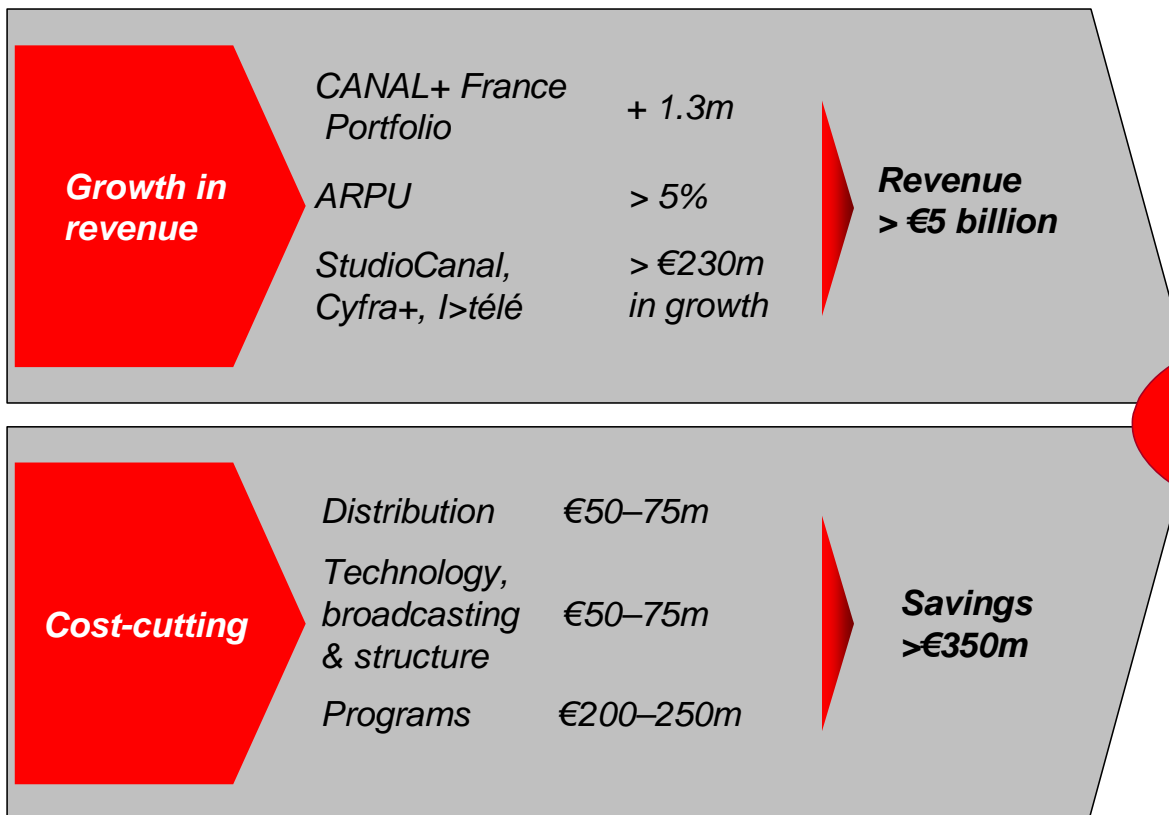 Growth in
revenue
CANAL+ France
Portfolio
+ 1.3m
ARPU
> 5%
StudioCanal,
Cyfra+, I>télé
> €230m
in growth
Revenue
> €5 billion
Cost-cutting
Distribution
€50–75m
Technology,
broadcasting
& structure
€50–75m
Programs
€200–250m
Savings
>€350m